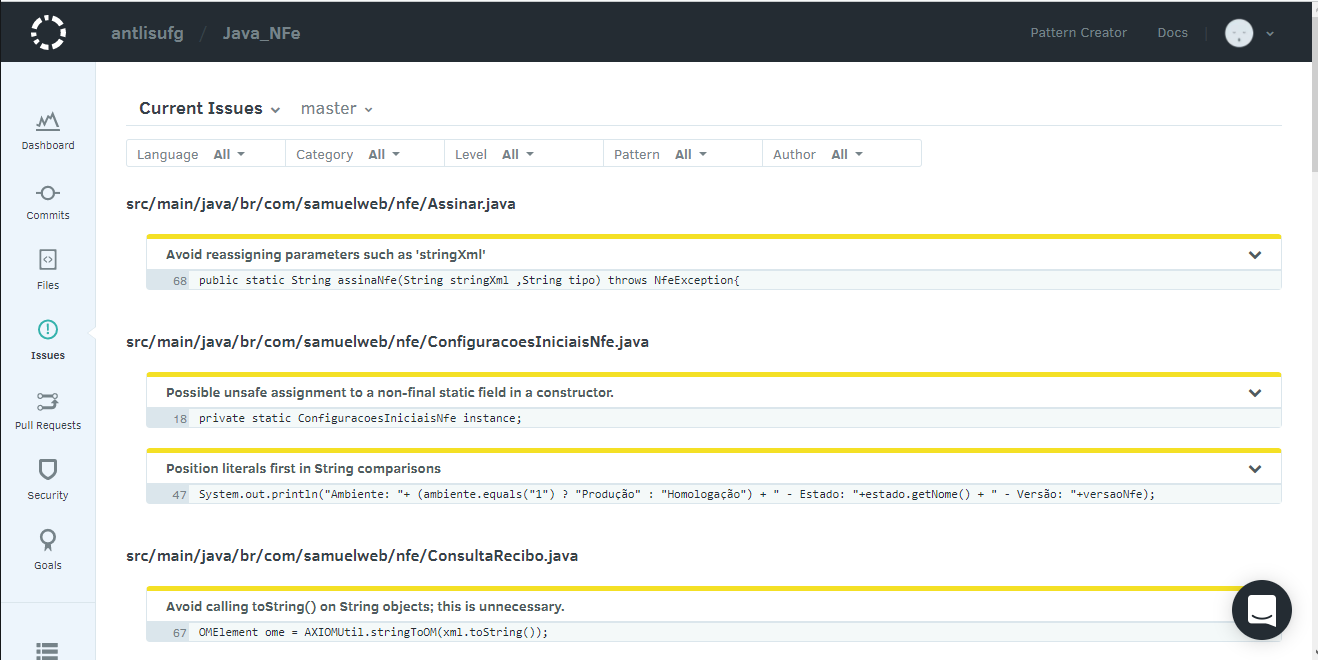 antlisufg / Java_NFe
Pattern Creator
Docs
Dashboard
Commits
Files
Issues
Pull Requests
Security
Goals
Current Issues
master
Language All
Category All
Level All
Pattern All
Author All
src/main/java/br/com/samuelweb/nfe/Assinar.java
Avoid reassigning parameters such as 'stringXml'
68 public static String assinaNfe(String stringXml ,String tipo) throws NfeException{
src/main/java/br/com/samuelweb/nfe/ConfiguracoesIniciaisNfe.java
Possible unsafe assignment to a non-final static field in a constructor.
18 private static ConfiguracoesIniciaisNfe instance;
Position literals first in String comparisons
47 System.out.println("Ambiente: "+ (ambiente.equals("1") ? "Produção" : "Homologação") + " - Estado: "+estado.getNome() + " - Versão: "+versaoNfe);
src/main/java/br/com/samuelweb/nfe/ConsultaRecibo.java
Avoid calling toString() on String objects; this is unnecessary.
67 OMElement ome = AXIOMUtil.stringToOM(xml.toString());